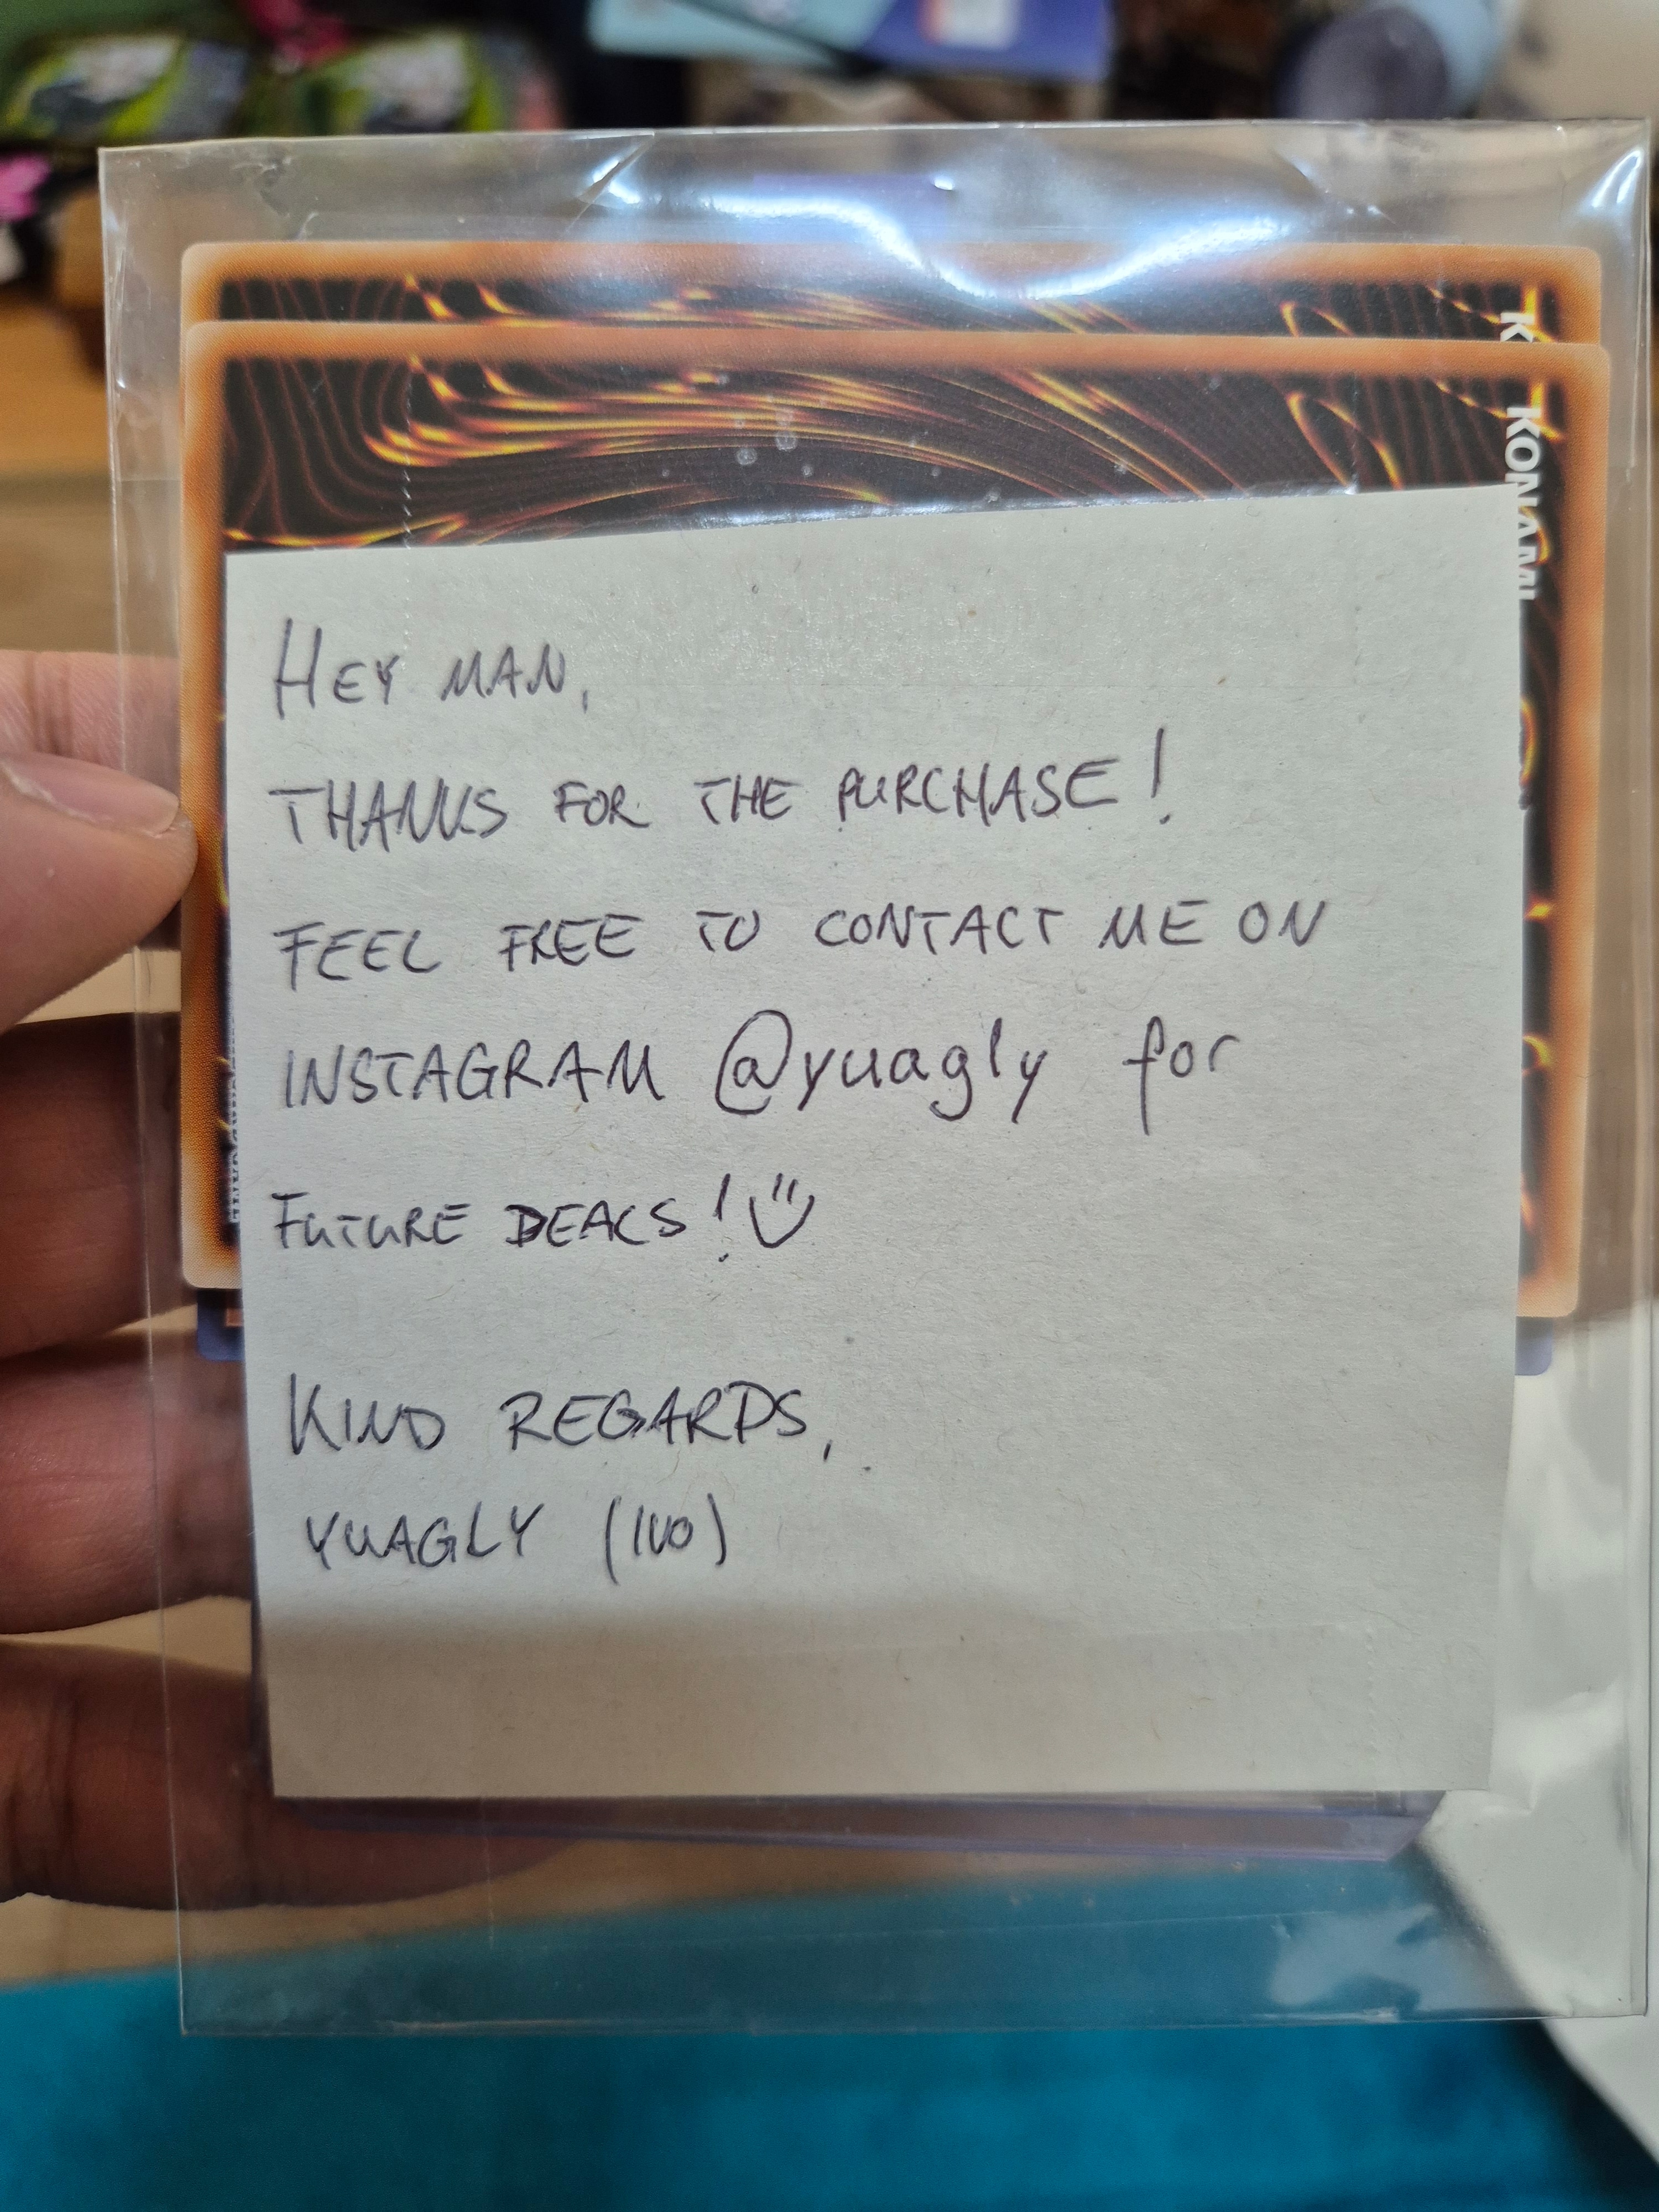 K
KONAMI
HEY MAN,
THANKS FOR THE PURCHASE!
FEEL FREE TO CONTACT ME ON
INSTAGRAM @yuagly for
FUTURE DEALS! :)
KIND REGARDS,
YUAGLY (IVO)